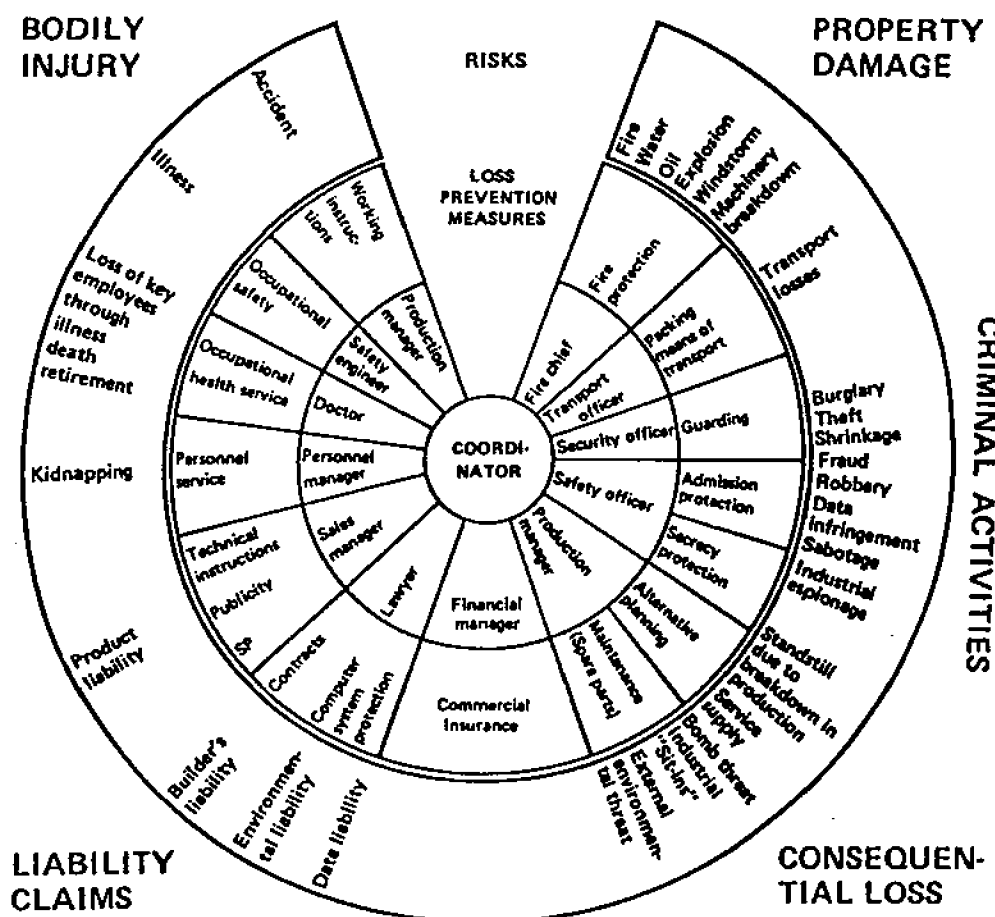 BODILY
INJURY
RISKS
PROPERTY
DAMAGE
LOSS
PREVENTION
MEASURES
CRIMINAL ACTIVITIES
LIABILITY
CLAIMS
CONSEQUEN-
TIAL LOSS
Accident
Illness
Loss of key
employees
through
illness
death
retirement
Kidnapping
Product
liability
Builder's
liability
Environmen-
tal liability
Data liability
Fire
Water
Oil
Explosion
Windstorm
Machinery
breakdown
Transport
losses
Burglary
Theft
Shrinkage
Fraud
Robbery
Data
infringement
Sabotage
Industrial
espionage
Standstill
due to
breakdown in
production
Service
supply
Bomb threat
Industrial
"Sit-ins"
External
environmen-
tal threat
Working
instruc-
tions
Occupational
safety
Occupational
health service
Personnel
service
Technical
instructions
Publicity
SP
Contracts
Computer
system
protection
Commercial
Insurance
Maintenance
(Spare parts)
Alternative
planning
Secrecy
protection
Admission
protection
Guarding
Packing
means of
transport
Fire
protection
Production
manager
Safety
engineer
Doctor
Personnel
manager
Sales
manager
Lawyer
Financial
manager
Production
manager
Safety officer
Security officer
Transport
officer
Fire chief
COORDI-
NATOR